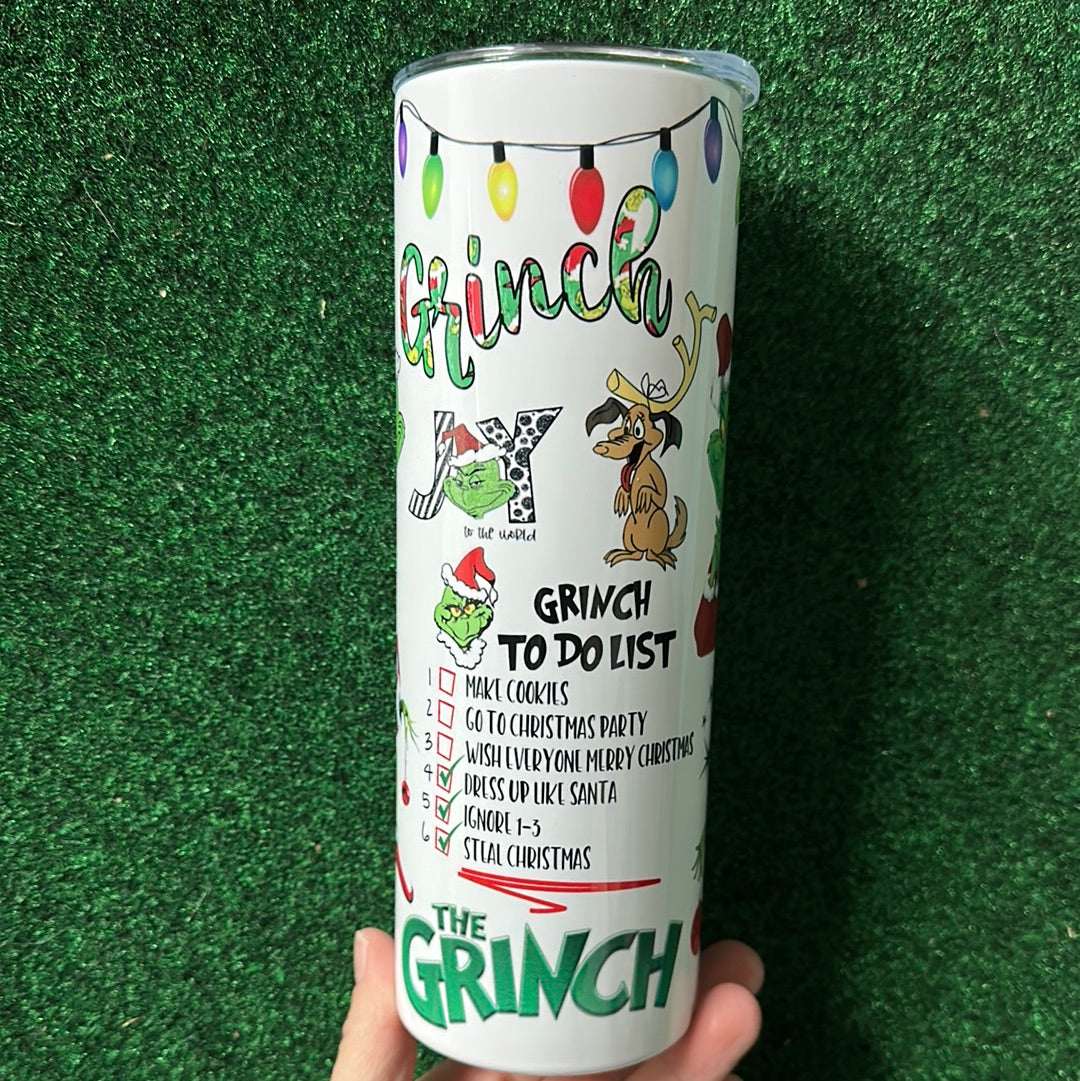 Grinch
JOY
to the world
GRINCH
TO DO LIST
1 MAKE COOKIES
2 GO TO CHRISTMAS PARTY
3 WISH EVERYONE MERRY CHRISTMAS
4 DRESS UP LIKE SANTA
5 IGNORE 1-3
6 STEAL CHRISTMAS
THE
GRINCH